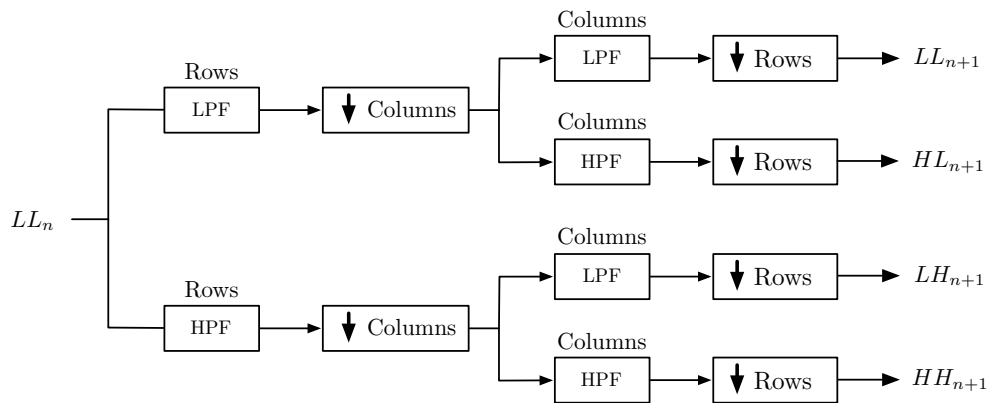 Columns
LPF
Rows
$LL_{n+1}$
Rows
LPF
Columns
Columns
HPF
Rows
$HL_{n+1}$
$LL_n$
Columns
LPF
Rows
$LH_{n+1}$
Rows
HPF
Columns
Columns
HPF
Rows
$HH_{n+1}$